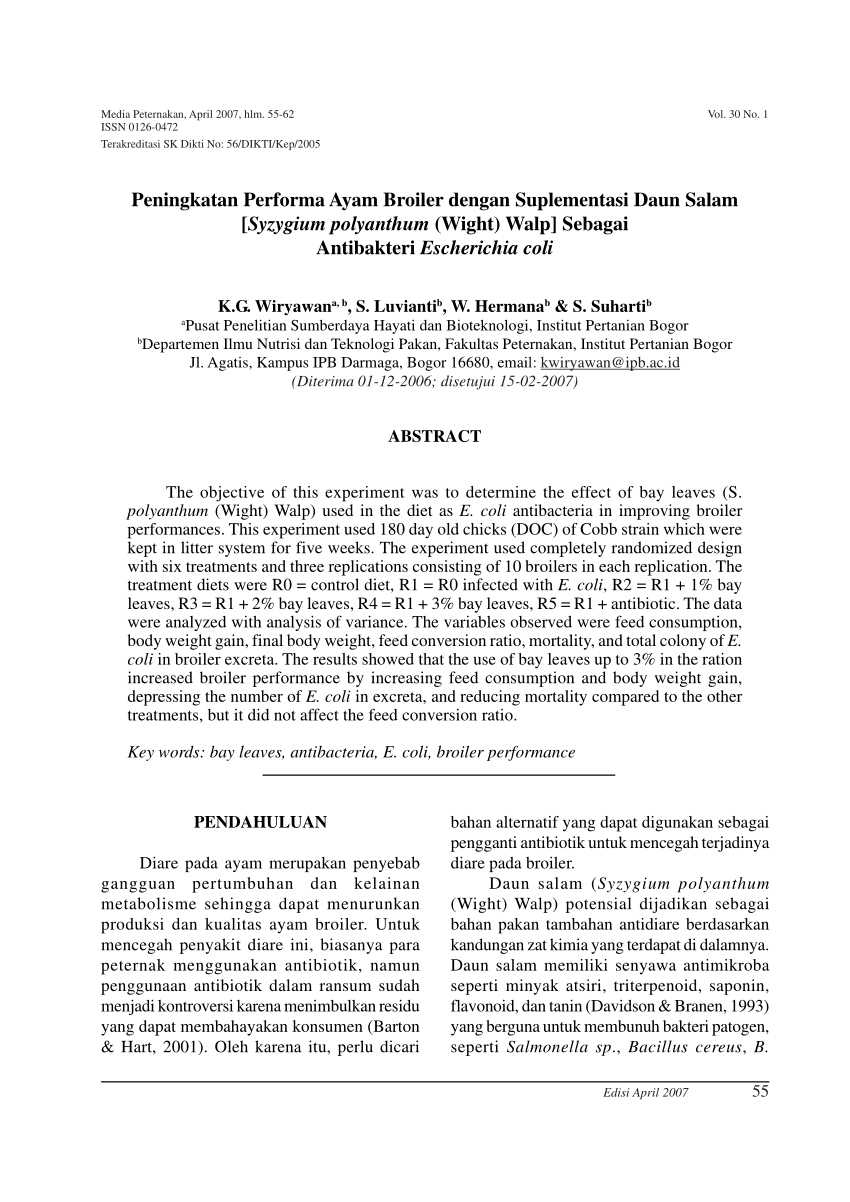 Media Peternakan, April 2007, hlm. 55-62
Vol. 30 No. 1
ISSN 0126-0472
Terakreditasi SK Dikti No: 56/DIKTI/Kep/2005
Peningkatan Performa Ayam Broiler dengan Suplementasi Daun Salam
[Syzygium polyanthum (Wight) Walp] Sebagai
Antibakteri Escherichia coli
K.G. Wiryawanᵃ, ᵇ, S. Luviantiᵇ, W. Hermanaᵇ & S. Suhartiᵇ
ᵃPusat Penelitian Sumberdaya Hayati dan Bioteknologi, Institut Pertanian Bogor
ᵇDepartemen Ilmu Nutrisi dan Teknologi Pakan, Fakultas Peternakan, Institut Pertanian Bogor
Jl. Agatis, Kampus IPB Darmaga, Bogor 16680, email: kwiryawan@ipb.ac.id
(Diterima 01-12-2006; disetujui 15-02-2007)
ABSTRACT
The objective of this experiment was to determine the effect of bay leaves (S.
polyanthum (Wight) Walp) used in the diet as E. coli antibacteria in improving broiler
performances. This experiment used 180 day old chicks (DOC) of Cobb strain which were
kept in litter system for five weeks. The experiment used completely randomized design
with six treatments and three replications consisting of 10 broilers in each replication. The
treatment diets were R0 = control diet, R1 = R0 infected with E. coli, R2 = R1 + 1% bay
leaves, R3 = R1 + 2% bay leaves, R4 = R1 + 3% bay leaves, R5 = R1 + antibiotic. The data
were analyzed with analysis of variance. The variables observed were feed consumption,
body weight gain, final body weight, feed conversion ratio, mortality, and total colony of E.
coli in broiler excreta. The results showed that the use of bay leaves up to 3% in the ration
increased broiler performance by increasing feed consumption and body weight gain,
depressing the number of E. coli in excreta, and reducing mortality compared to the other
treatments, but it did not affect the feed conversion ratio.
Key words: bay leaves, antibacteria, E. coli, broiler performance
PENDAHULUAN
Diare pada ayam merupakan penyebab
gangguan pertumbuhan dan kelainan
metabolisme sehingga dapat menurunkan
produksi dan kualitas ayam broiler. Untuk
mencegah penyakit diare ini, biasanya para
peternak menggunakan antibiotik, namun
penggunaan antibiotik dalam ransum sudah
menjadi kontroversi karena menimbulkan residu
yang dapat membahayakan konsumen (Barton
& Hart, 2001). Oleh karena itu, perlu dicari
bahan alternatif yang dapat digunakan sebagai
pengganti antibiotik untuk mencegah terjadinya
diare pada broiler.
Daun salam (Syzygium polyanthum
(Wight) Walp) potensial dijadikan sebagai
bahan pakan tambahan antidiare berdasarkan
kandungan zat kimia yang terdapat di dalamnya.
Daun salam memiliki senyawa antimikroba
seperti minyak atsiri, triterpenoid, saponin,
flavonoid, dan tanin (Davidson & Branen, 1993)
yang berguna untuk membunuh bakteri patogen,
seperti Salmonella sp., Bacillus cereus, B.
Edisi April 2007
55